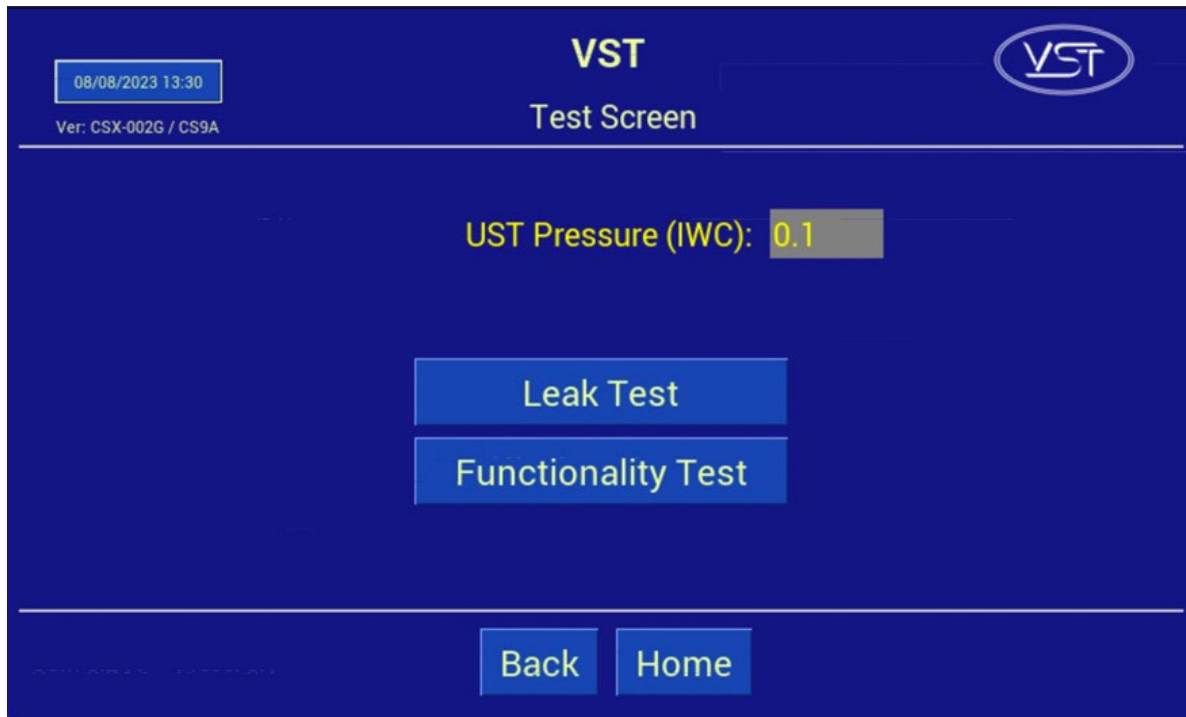 VST
VST
08/08/2023 13:30
Test Screen
Ver: CSX-002G / CS9A
UST Pressure (IWC): 0.1
Leak Test
Functionality Test
Back Home